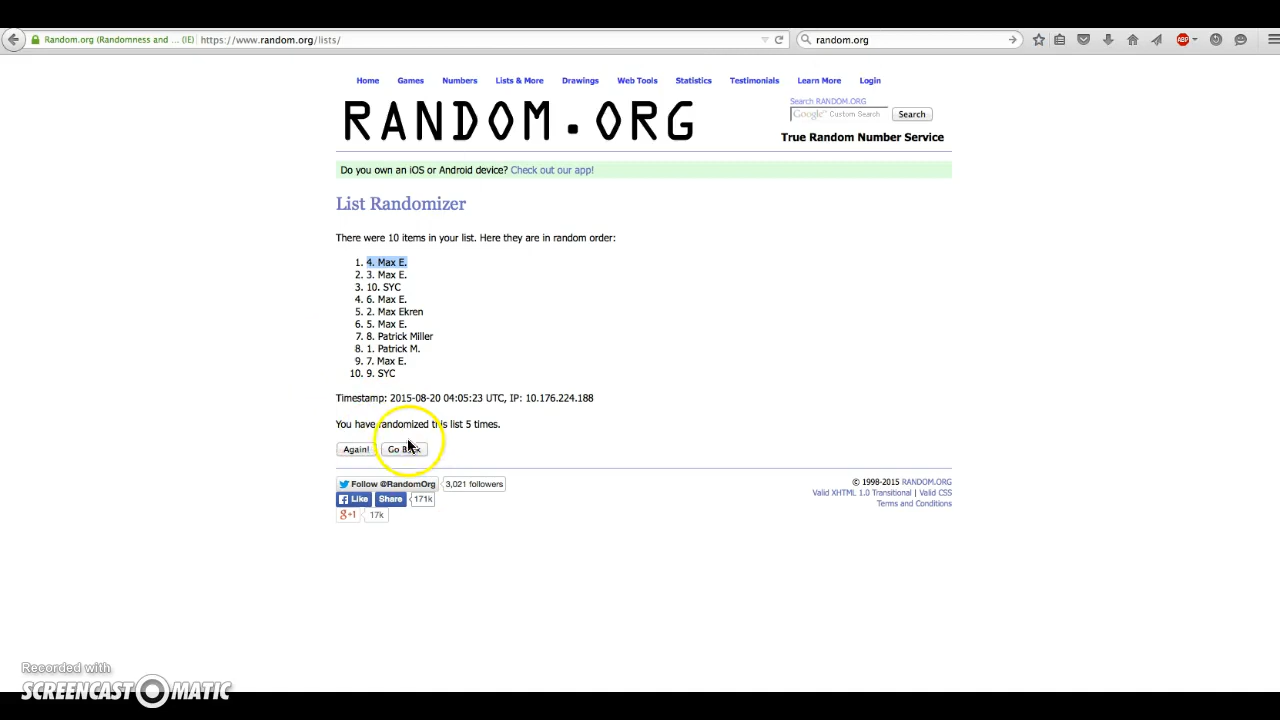 Random.org (Randomness and ... (IE) https://www.random.org/lists/ random.org ABP
Home Games Numbers Lists & More Drawings Web Tools Statistics Testimonials Learn More Login
RANDOM.ORG
Search RANDOM.ORG
Google™ Custom Search Search
True Random Number Service
Do you own an iOS or Android device? Check out our app!
List Randomizer
There were 10 items in your list. Here they are in random order:
1. 4. Max E.
2. 3. Max E.
3. 10. SYC
4. 6. Max E.
5. 2. Max Ekren
6. 5. Max E.
7. 8. Patrick Miller
8. 1. Patrick M.
9. 7. Max E.
10. 9. SYC
Timestamp: 2015-08-20 04:05:23 UTC, IP: 10.176.224.188
You have randomized this list 5 times.
Again! Go Back
Follow @RandomOrg 3,021 followers
Like Share 171k
g+1 17k
© 1998-2015 RANDOM.ORG
Valid XHTML 1.0 Transitional | Valid CSS
Terms and Conditions
Recorded with
SCREENCAST-O-MATIC